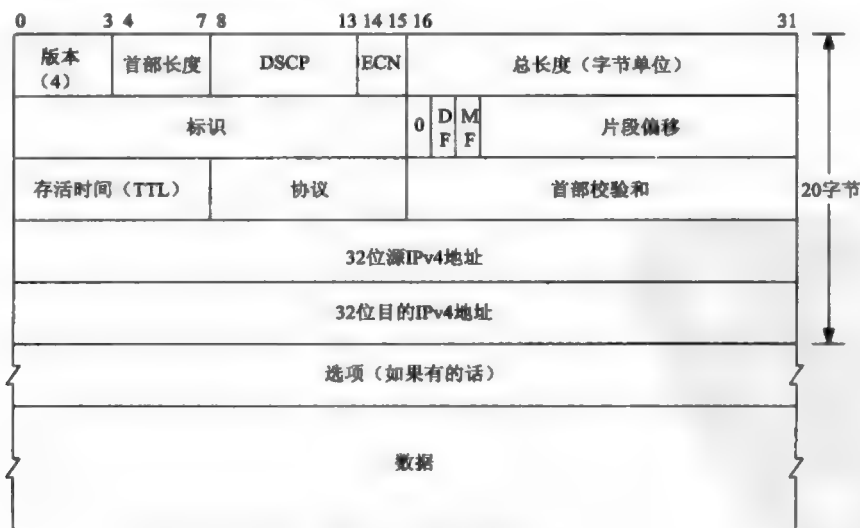 0 3 4 7 8 13 14 15 16 31
版本
(4)
首部长度
DSCP
ECN
总长度（字节单位）
标识
0
D
F
M
F
片段偏移
存活时间（TTL）
协议
首部校验和
20字节
32位源IPv4地址
32位目的IPv4地址
选项（如果有的话）
数据